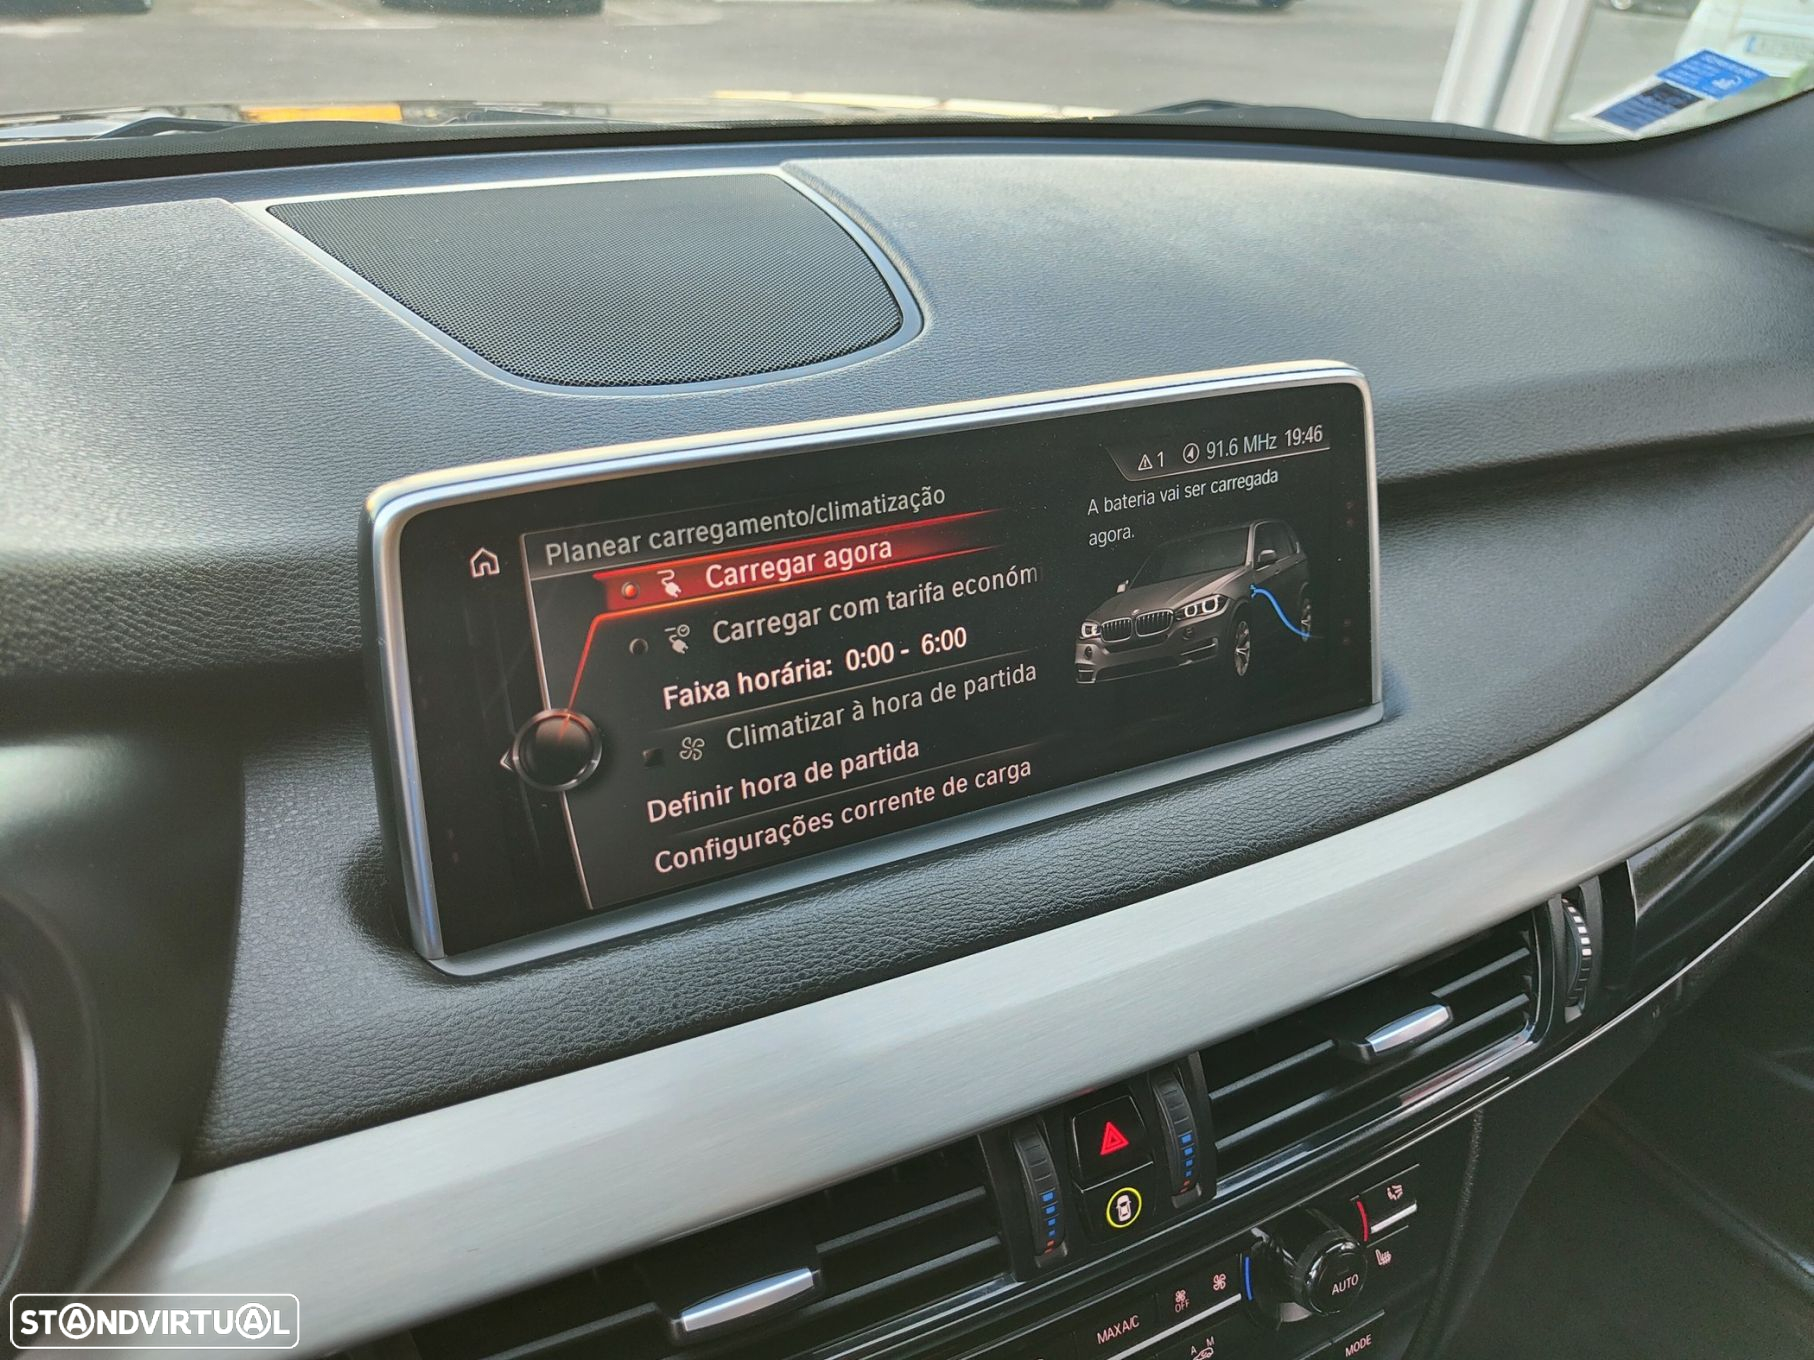 1 91.6 MHz 19:46
Planear carregamento/climatização
Carregar agora
Carregar com tarifa económ
Faixa horária: 0:00 - 6:00
Climatizar à hora de partida
Definir hora de partida
Configurações corrente de carga
A bateria vai ser carregada
agora.
MAX A/C
OFF
AUTO
A M
MODE
STANDVIRTUAL